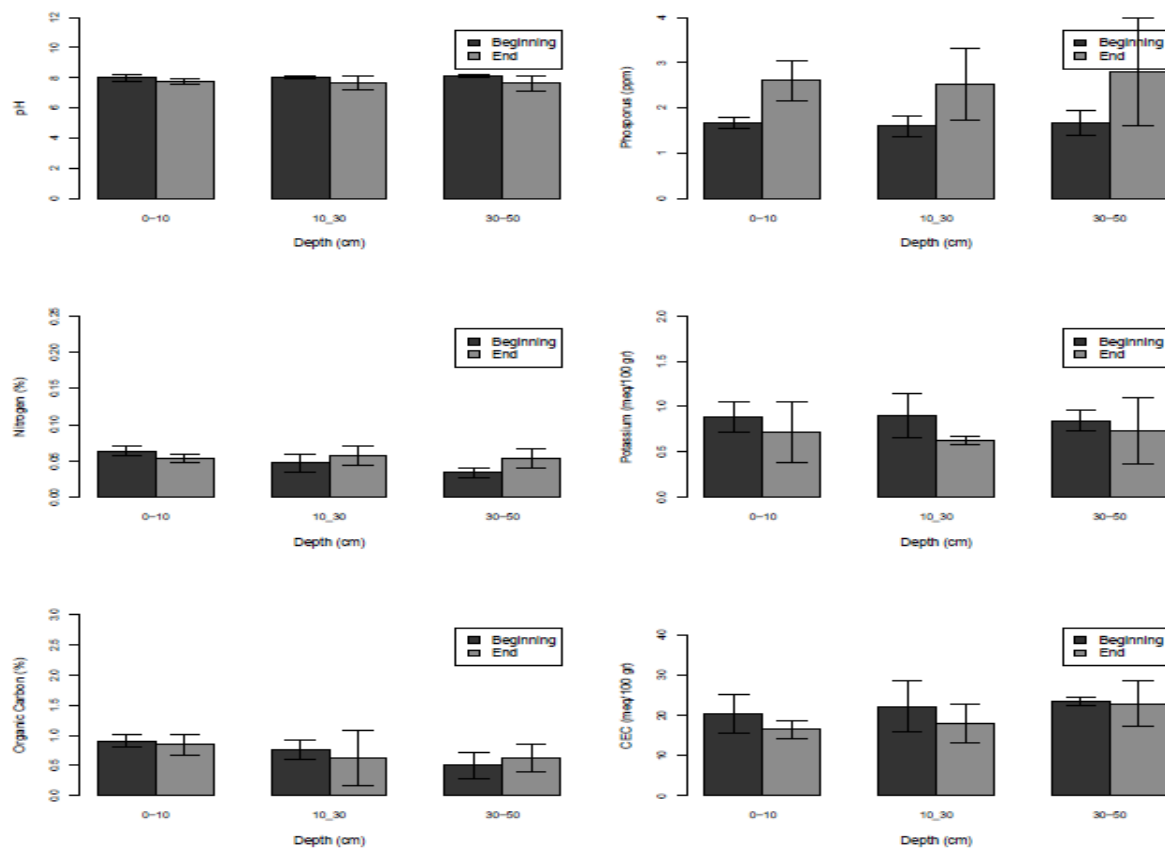 pH
0 2 4 6 8 10 12
Beginning
End
0−10 10_30 30−50
Depth (cm)
Phosporus (ppm)
0 1 2 3 4
Beginning
End
0−10 10_30 30−50
Depth (cm)
Nitrogen (%)
0.00 0.05 0.10 0.15 0.20 0.25
Beginning
End
0−10 10_30 30−50
Depth (cm)
Potassium (meq/100 gr)
0.0 0.5 1.0 1.5 2.0
Beginning
End
0−10 10_30 30−50
Depth (cm)
Organic Carbon (%)
0.0 0.5 1.0 1.5 2.0 2.5 3.0
Beginning
End
0−10 10_30 30−50
Depth (cm)
CEC (meq/100 gr)
0 10 20 30 40
Beginning
End
0−10 10_30 30−50
Depth (cm)